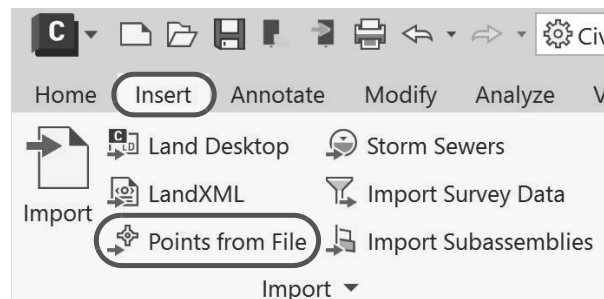 C Civ
Home Insert Annotate Modify Analyze V
C
LD Land Desktop Storm Sewers
LandXML Import Survey Data
Import
Points from File Import Subassemblies
Import